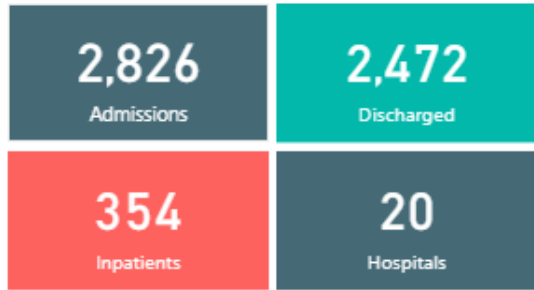 2,826
Admissions
2,472
Discharged
354
Inpatients
20
Hospitals